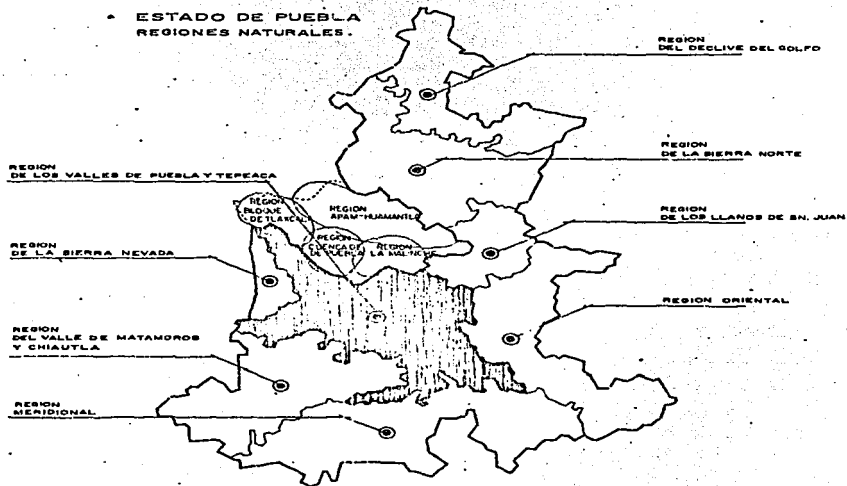 • ESTADO DE PUEBLA
REGIONES NATURALES.
REGION
DEL DECLIVE DEL GOLFO
REGION
DE LA SIERRA NORTE
REGION
DE LOS VALLES DE PUEBLA Y TEPEACA
REGION
BLOQUE
DE TLAXCALA
REGION
APAM-HUAMANTLA
REGION
DE LOS LLANOS DE SN. JUAN
REGION
CUENCA DE
DE PUEBLA
REGION
LA MALINCHE
REGION
DE LA SIERRA NEVADA
REGION ORIENTAL
REGION
DEL VALLE DE MATAMOROS
Y CHIAUTLA
REGION
MERIDIONAL